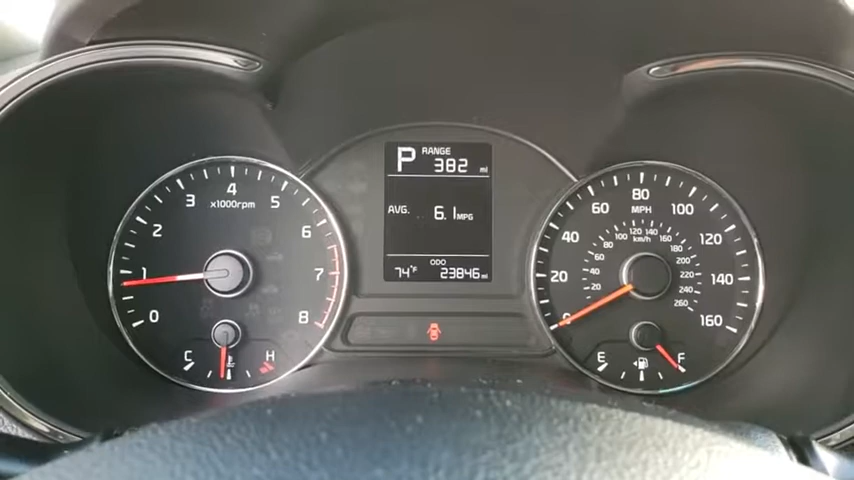 P RANGE
382 mi
AVG. 6.1 MPG
ODO
74°F 23846 mi
0 1 2 3 4 5 6 7 8
x1000rpm
C H
0 20 40 60 80 100 120 140 160
MPH
20 40 60 80 100 120 140 160 180 200 220 240 260
km/h
E F